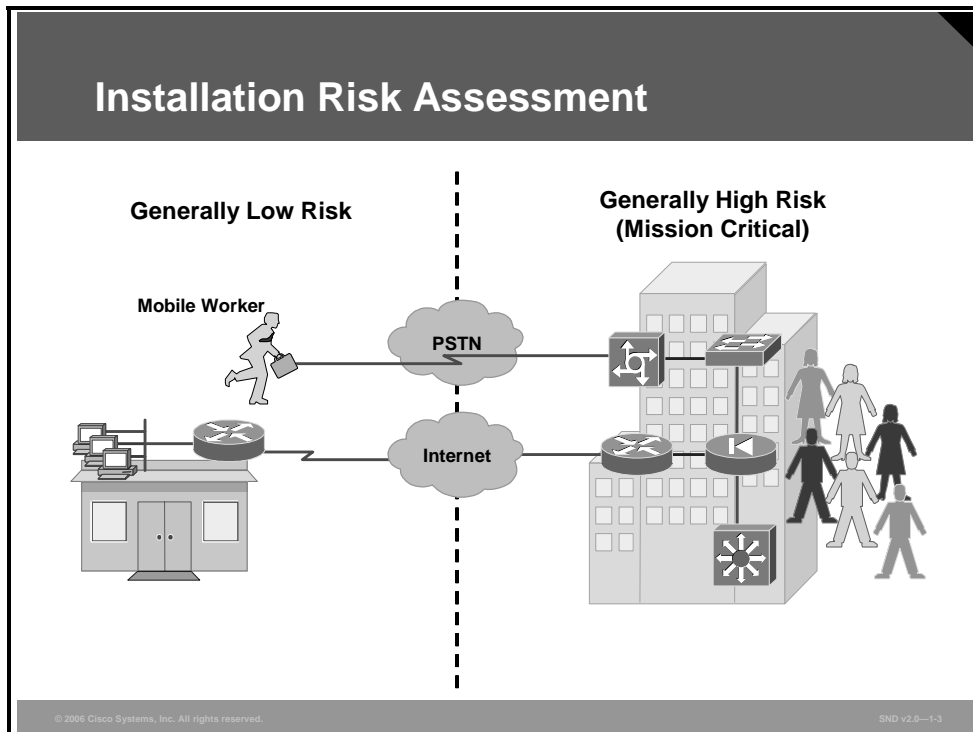 Installation Risk Assessment
Generally Low Risk
Generally High Risk
(Mission Critical)
Mobile Worker
PSTN
Internet
© 2006 Cisco Systems, Inc. All rights reserved.
SND v2.0—1-3